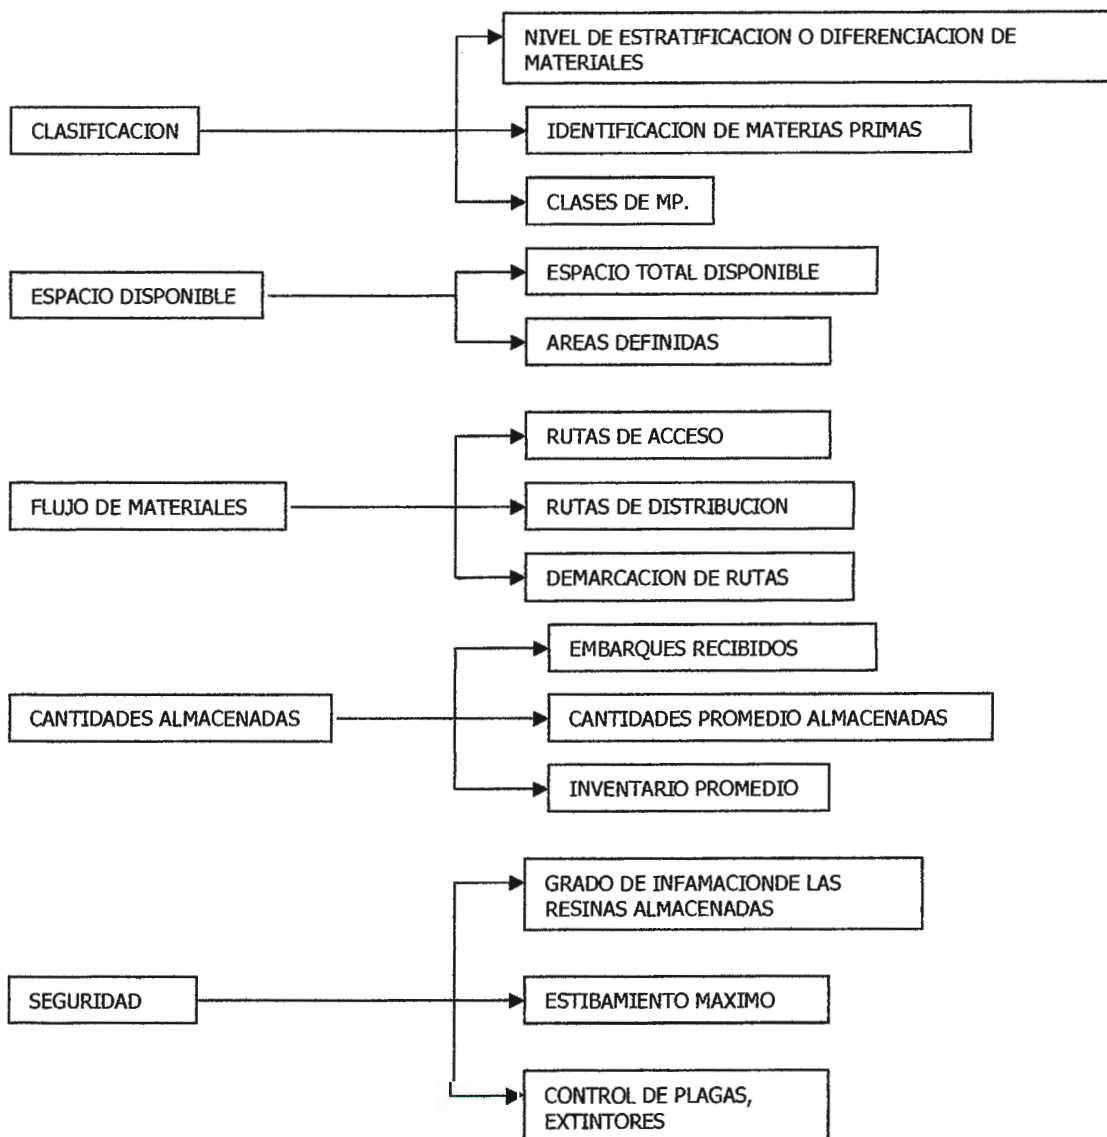 NIVEL DE ESTRATIFICACION O DIFERENCIACION DE
MATERIALES
CLASIFICACION
IDENTIFICACION DE MATERIAS PRIMAS
CLASES DE MP.
ESPACIO DISPONIBLE
ESPACIO TOTAL DISPONIBLE
AREAS DEFINIDAS
FLUJO DE MATERIALES
RUTAS DE ACCESO
RUTAS DE DISTRIBUCION
DEMARCACION DE RUTAS
CANTIDADES ALMACENADAS
EMBARQUES RECIBIDOS
CANTIDADES PROMEDIO ALMACENADAS
INVENTARIO PROMEDIO
SEGURIDAD
GRADO DE INFAMACIONDE LAS
RESINAS ALMACENADAS
ESTIBAMIENTO MAXIMO
CONTROL DE PLAGAS,
EXTINTORES